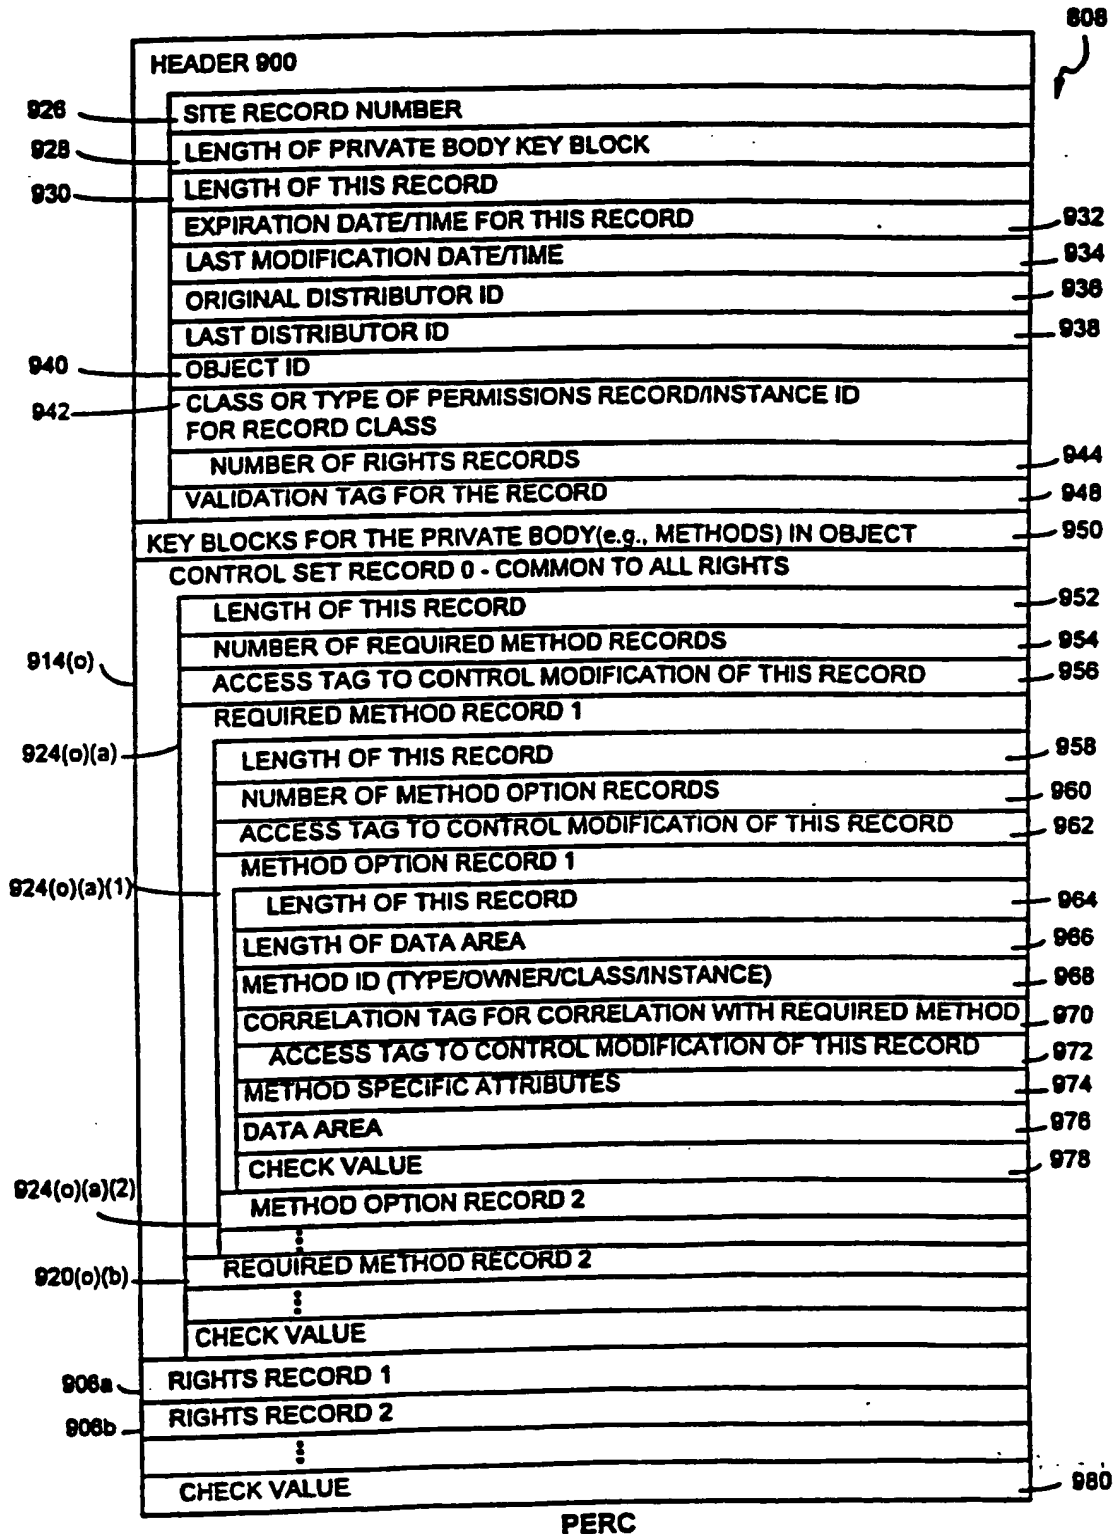 808
HEADER 900
926 SITE RECORD NUMBER
928 LENGTH OF PRIVATE BODY KEY BLOCK
930 LENGTH OF THIS RECORD
EXPIRATION DATE/TIME FOR THIS RECORD 932
LAST MODIFICATION DATE/TIME 934
ORIGINAL DISTRIBUTOR ID 936
LAST DISTRIBUTOR ID 938
940 OBJECT ID
942 CLASS OR TYPE OF PERMISSIONS RECORD/INSTANCE ID
FOR RECORD CLASS
NUMBER OF RIGHTS RECORDS 944
VALIDATION TAG FOR THE RECORD 948
KEY BLOCKS FOR THE PRIVATE BODY(e.g., METHODS) IN OBJECT 950
CONTROL SET RECORD 0 - COMMON TO ALL RIGHTS
LENGTH OF THIS RECORD 952
NUMBER OF REQUIRED METHOD RECORDS 954
914(o) ACCESS TAG TO CONTROL MODIFICATION OF THIS RECORD 956
REQUIRED METHOD RECORD 1
924(o)(a) LENGTH OF THIS RECORD 958
NUMBER OF METHOD OPTION RECORDS 960
ACCESS TAG TO CONTROL MODIFICATION OF THIS RECORD 962
METHOD OPTION RECORD 1
924(o)(a)(1) LENGTH OF THIS RECORD 964
LENGTH OF DATA AREA 966
METHOD ID (TYPE/OWNER/CLASS/INSTANCE) 968
CORRELATION TAG FOR CORRELATION WITH REQUIRED METHOD 970
ACCESS TAG TO CONTROL MODIFICATION OF THIS RECORD 972
METHOD SPECIFIC ATTRIBUTES 974
DATA AREA 976
CHECK VALUE 978
924(o)(a)(2) METHOD OPTION RECORD 2
920(o)(b) REQUIRED METHOD RECORD 2
CHECK VALUE
906a RIGHTS RECORD 1
906b RIGHTS RECORD 2
CHECK VALUE 980
PERC